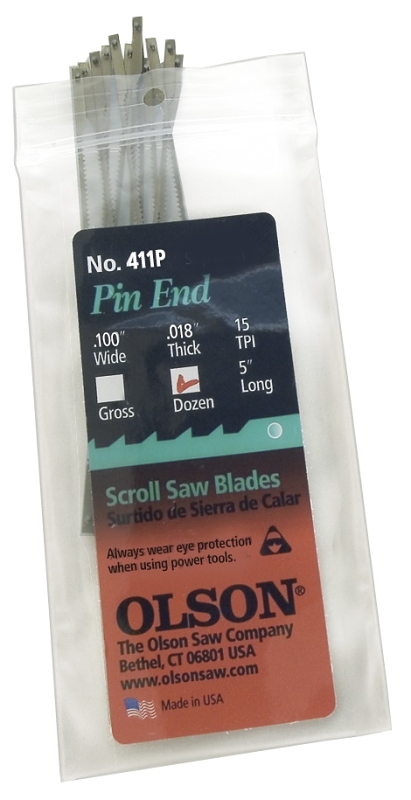 No. 411P
Pin End
.100" Wide
.018" Thick
15 TPI
5" Long
Gross
Dozen
Scroll Saw Blades
Surtido de Sierra de Calar
Always wear eye protection
when using power tools.
OLSON®
The Olson Saw Company
Bethel, CT 06801 USA
www.olsonsaw.com
Made in USA